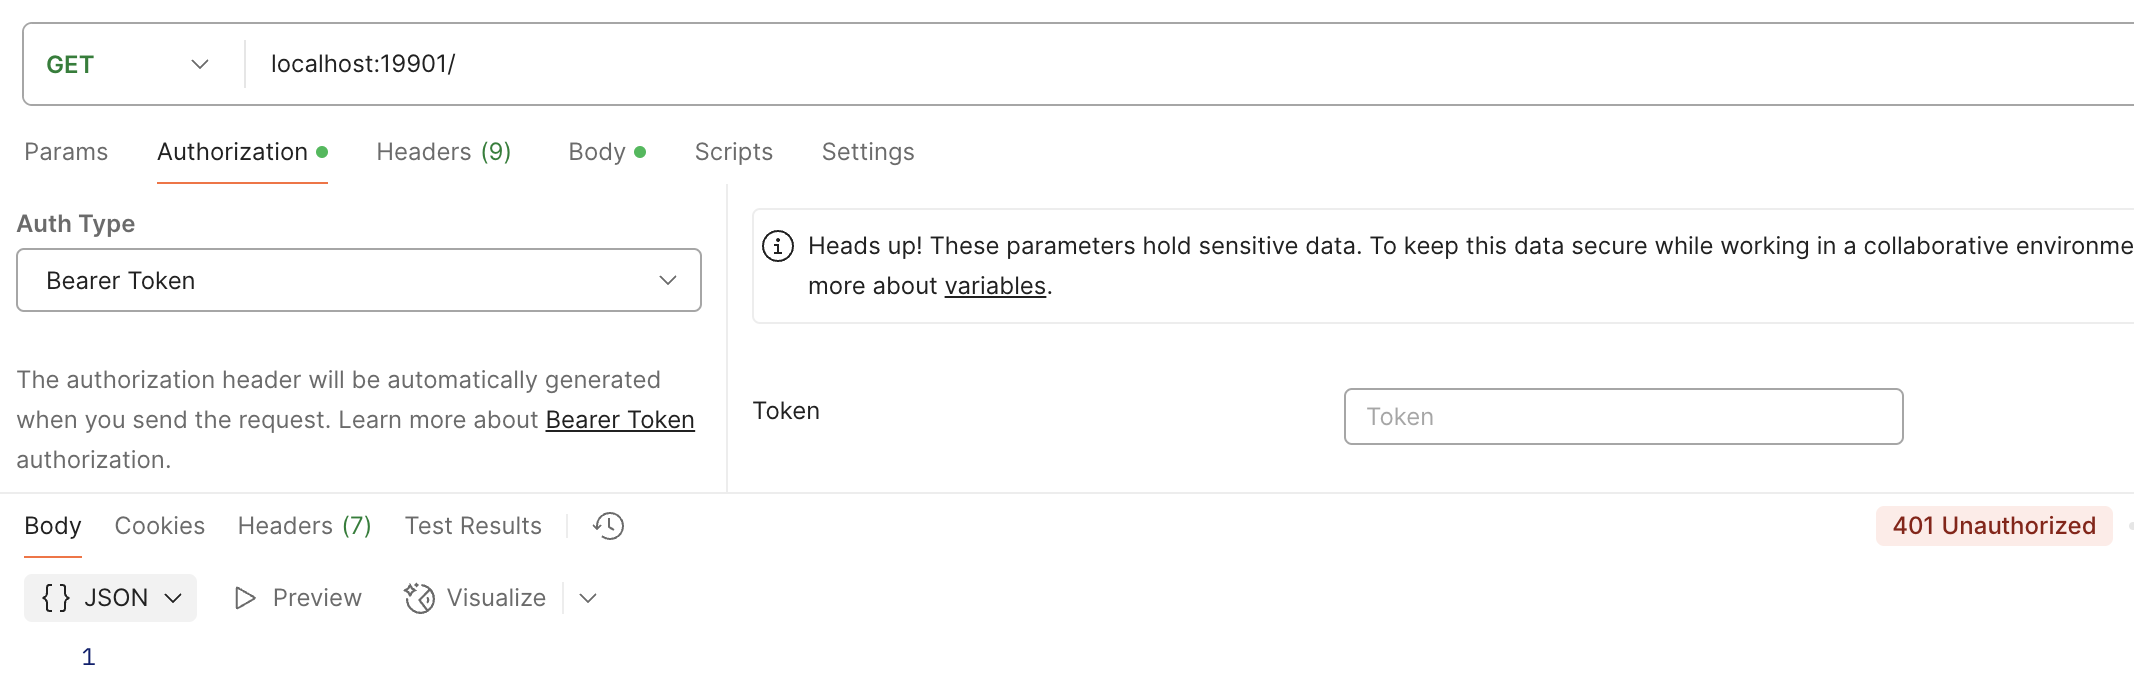 GET localhost:19901/
Params Authorization Headers (9) Body Scripts Settings
Auth Type
Bearer Token
The authorization header will be automatically generated
when you send the request. Learn more about Bearer Token
authorization.
Heads up! These parameters hold sensitive data. To keep this data secure while working in a collaborative environme
more about variables.
Token Token
Body Cookies Headers (7) Test Results 401 Unauthorized
{} JSON Preview Visualize
1